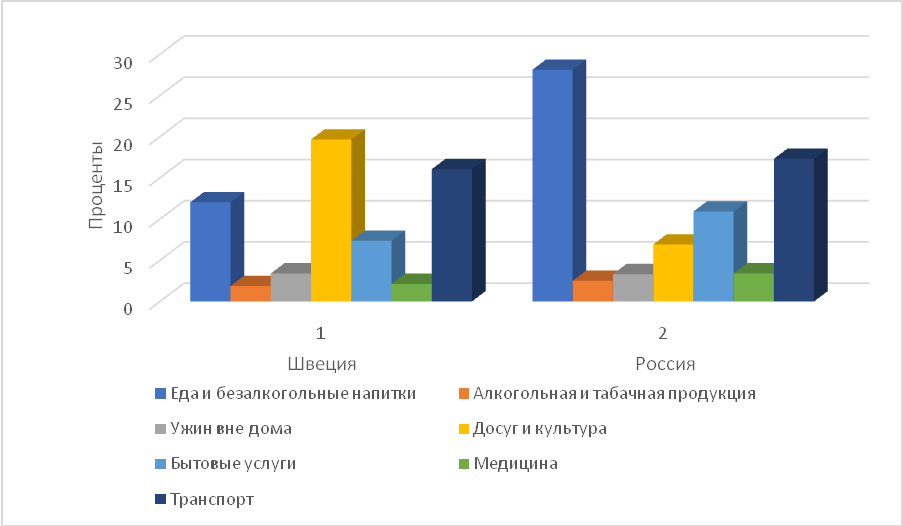 30
25
20
15
10
5
0
Проценты
1 2
Швеция Россия
Еда и безалкогольные напитки Алкогольная и табачная продукция
Ужин вне дома Досуг и культура
Бытовые услуги Медицина
Транспорт